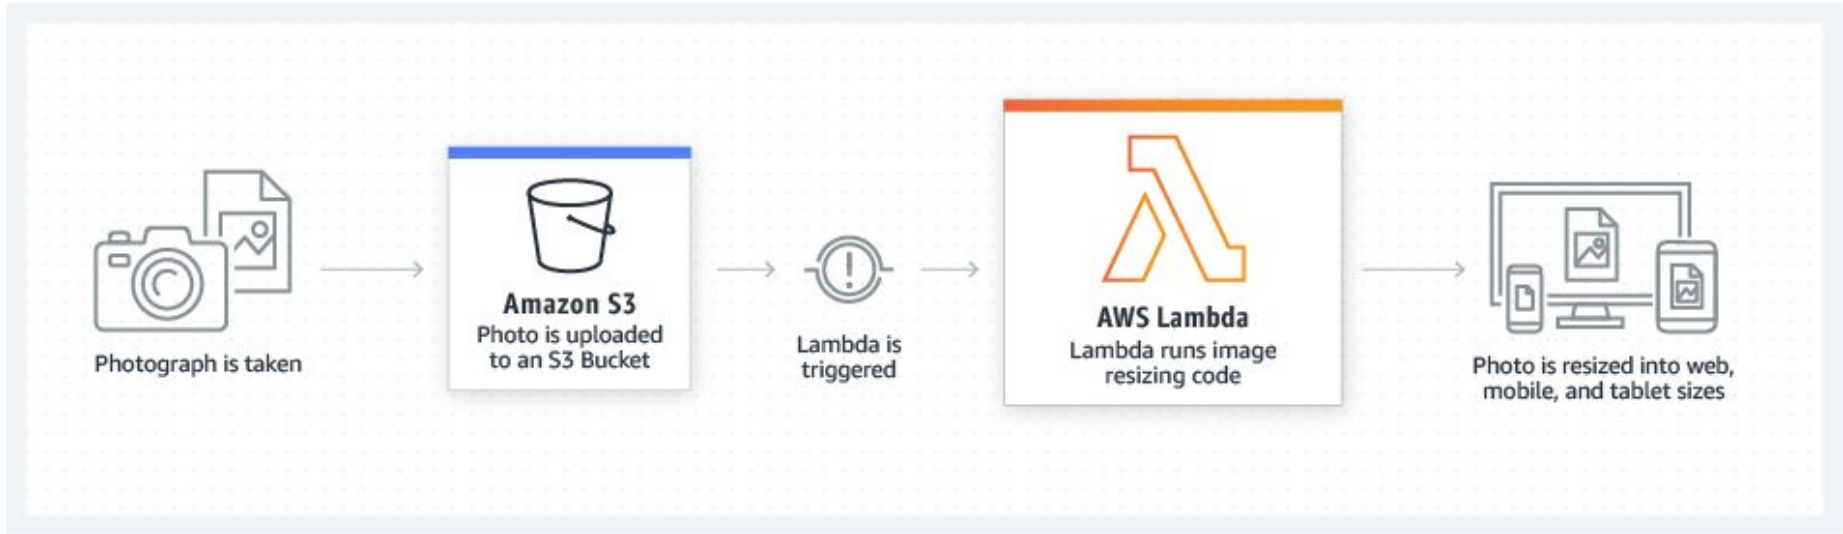 Photograph is taken
Amazon S3
Photo is uploaded
to an S3 Bucket
Lambda is
triggered
AWS Lambda
Lambda runs image
resizing code
Photo is resized into web,
mobile, and tablet sizes